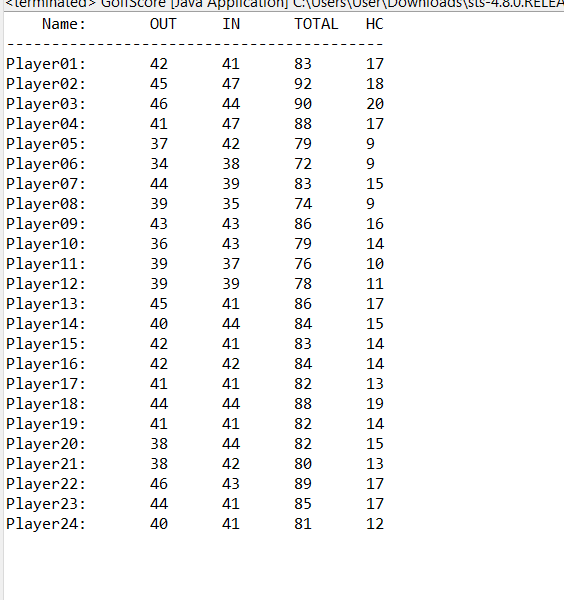 <terminated> GolfScore [Java Application] C:\Users\User\Downloads\sts-4.8.0.RELEA
Name: OUT IN TOTAL HC
------------------------------------------
Player01: 42 41 83 17
Player02: 45 47 92 18
Player03: 46 44 90 20
Player04: 41 47 88 17
Player05: 37 42 79 9
Player06: 34 38 72 9
Player07: 44 39 83 15
Player08: 39 35 74 9
Player09: 43 43 86 16
Player10: 36 43 79 14
Player11: 39 37 76 10
Player12: 39 39 78 11
Player13: 45 41 86 17
Player14: 40 44 84 15
Player15: 42 41 83 14
Player16: 42 42 84 14
Player17: 41 41 82 13
Player18: 44 44 88 19
Player19: 41 41 82 14
Player20: 38 44 82 15
Player21: 38 42 80 13
Player22: 46 43 89 17
Player23: 44 41 85 17
Player24: 40 41 81 12